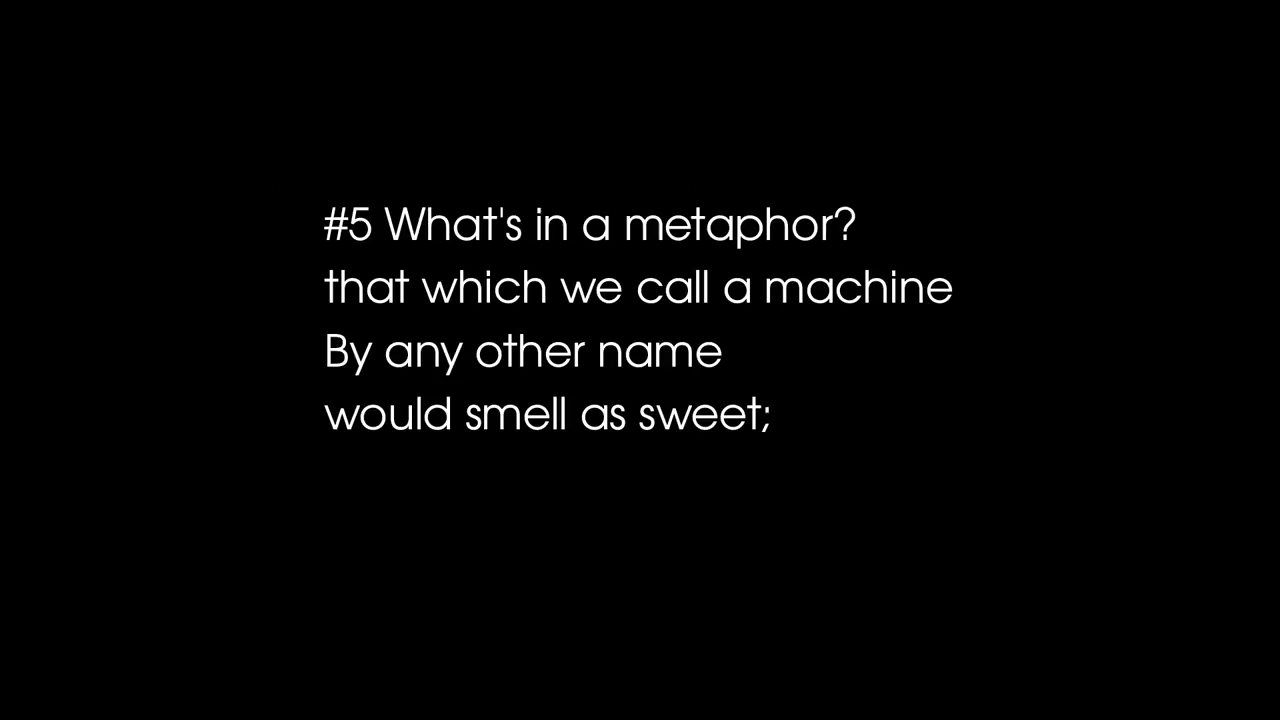 #5 What's in a metaphor?
that which we call a machine
By any other name
would smell as sweet;